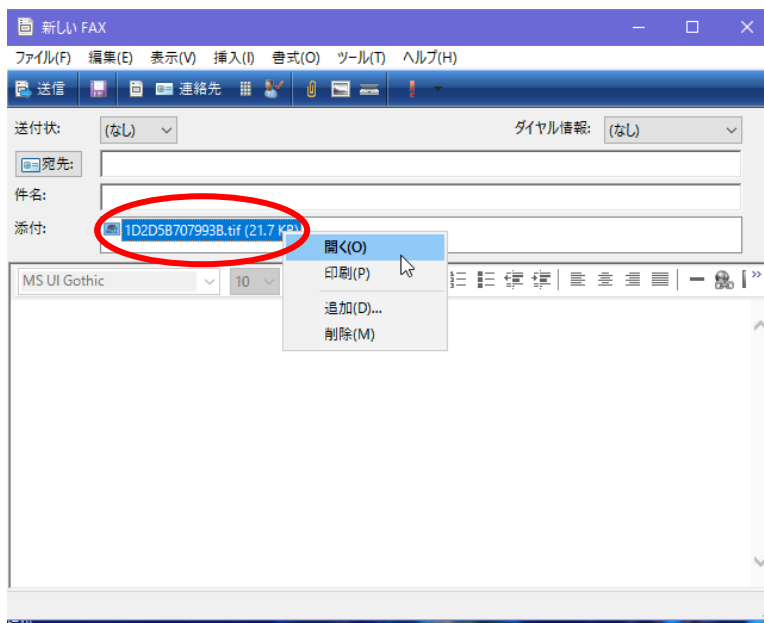 新しい FAX
ファイル(F) 編集(E) 表示(V) 挿入(I) 書式(O) ツール(T) ヘルプ(H)
送信 連絡先
送付状: (なし) ダイヤル情報: (なし)
宛先:
件名:
添付: 1D2D5B707993B.tif (21.7 KB)
開く(O)
MS UI Gothic 10 印刷(P)
追加(D)...
削除(M)